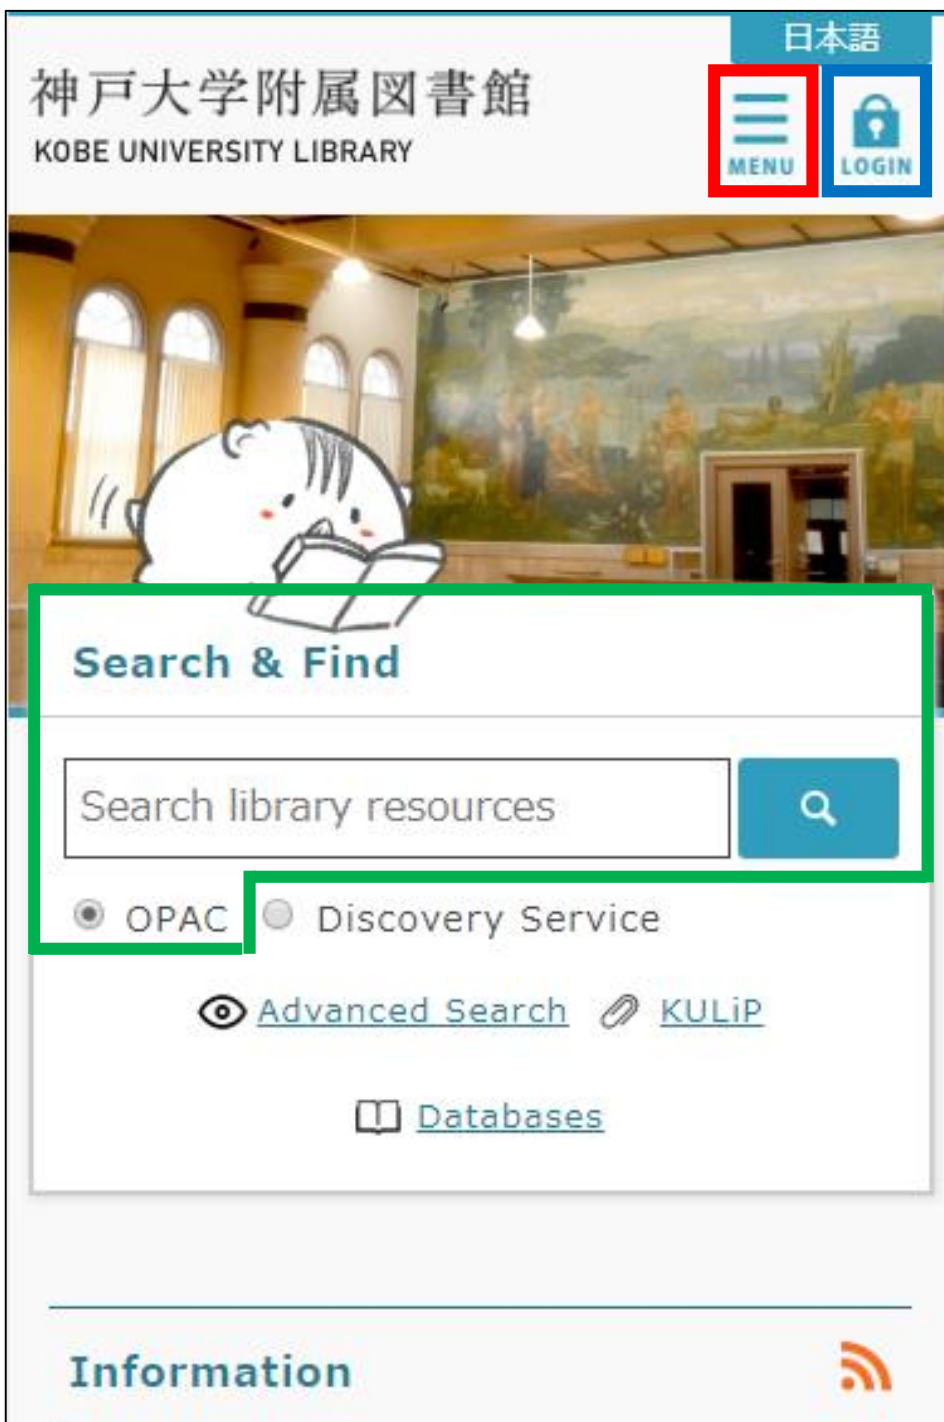 日本語
神戸大学附属図書館
KOBE UNIVERSITY LIBRARY
MENU
LOGIN
Search & Find
Search library resources
OPAC Discovery Service
Advanced Search KULiP
Databases
Information